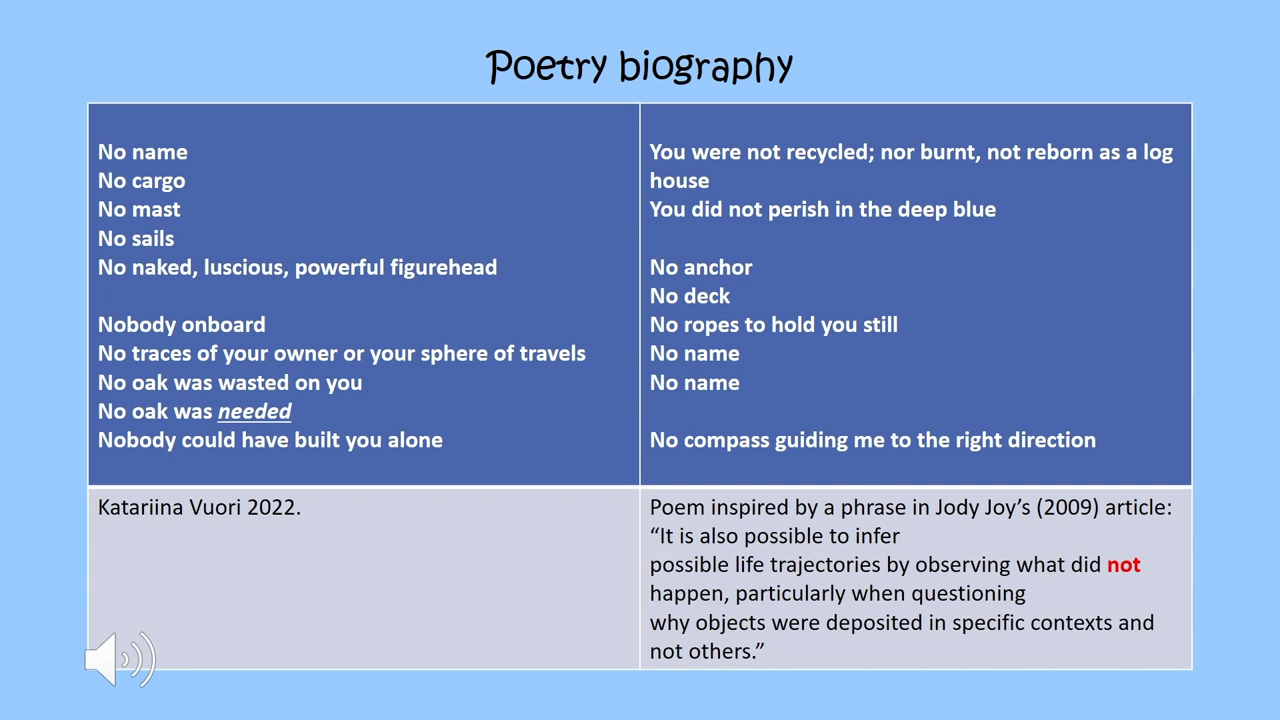 Poetry biography
No name
No cargo
No mast
No sails
No naked, luscious, powerful figurehead
Nobody onboard
No traces of your owner or your sphere of travels
No oak was wasted on you
No oak was needed
Nobody could have built you alone
You were not recycled; nor burnt, not reborn as a log
house
You did not perish in the deep blue
No anchor
No deck
No ropes to hold you still
No name
No name
No compass guiding me to the right direction
Katariina Vuori 2022.
Poem inspired by a phrase in Jody Joy’s (2009) article:
“It is also possible to infer
possible life trajectories by observing what did not
happen, particularly when questioning
why objects were deposited in specific contexts and
not others.”